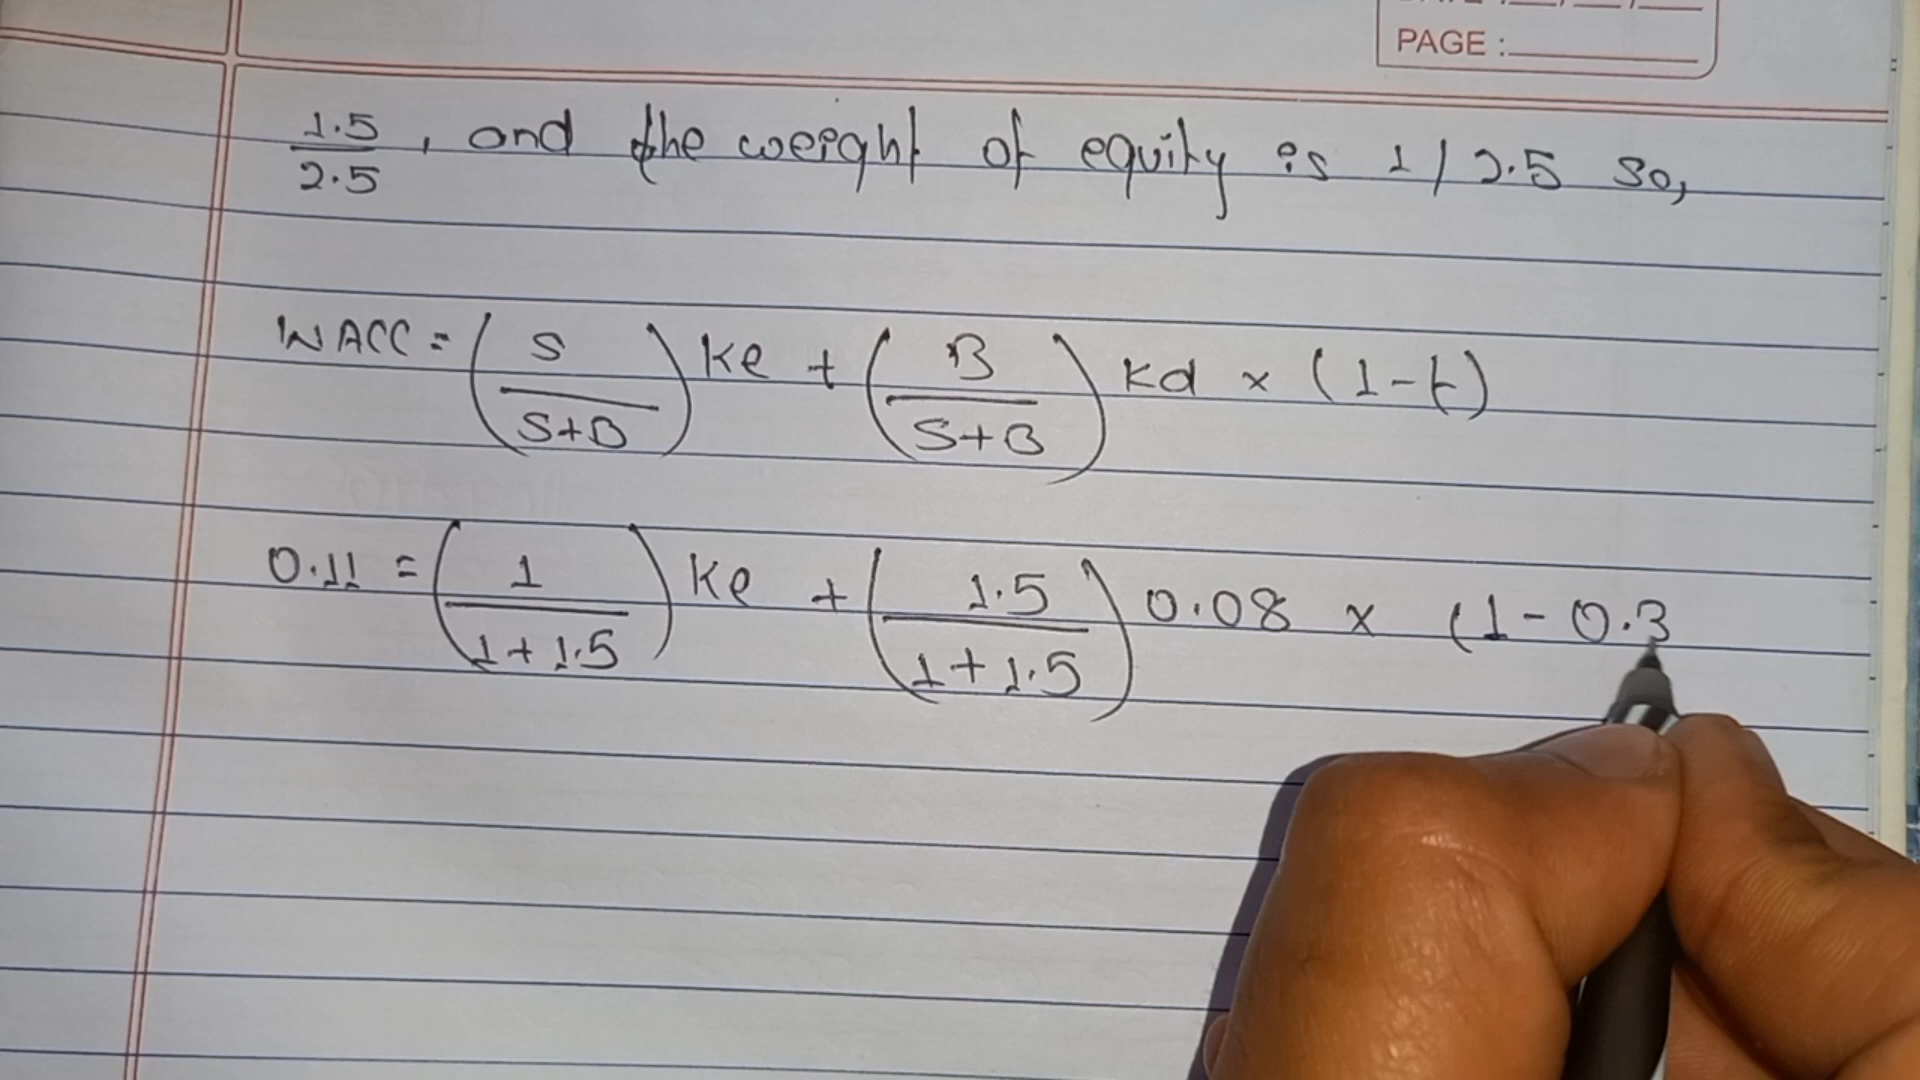 PAGE :
1.5/2.5, and the weight of equity is 1/2.5 so,
WACC = (S/(S+B)) Ke + (B/(S+B)) Kd × (1-t)
0.11 = (1/(1+1.5)) Ke + (1.5/(1+1.5)) 0.08 × (1-0.3